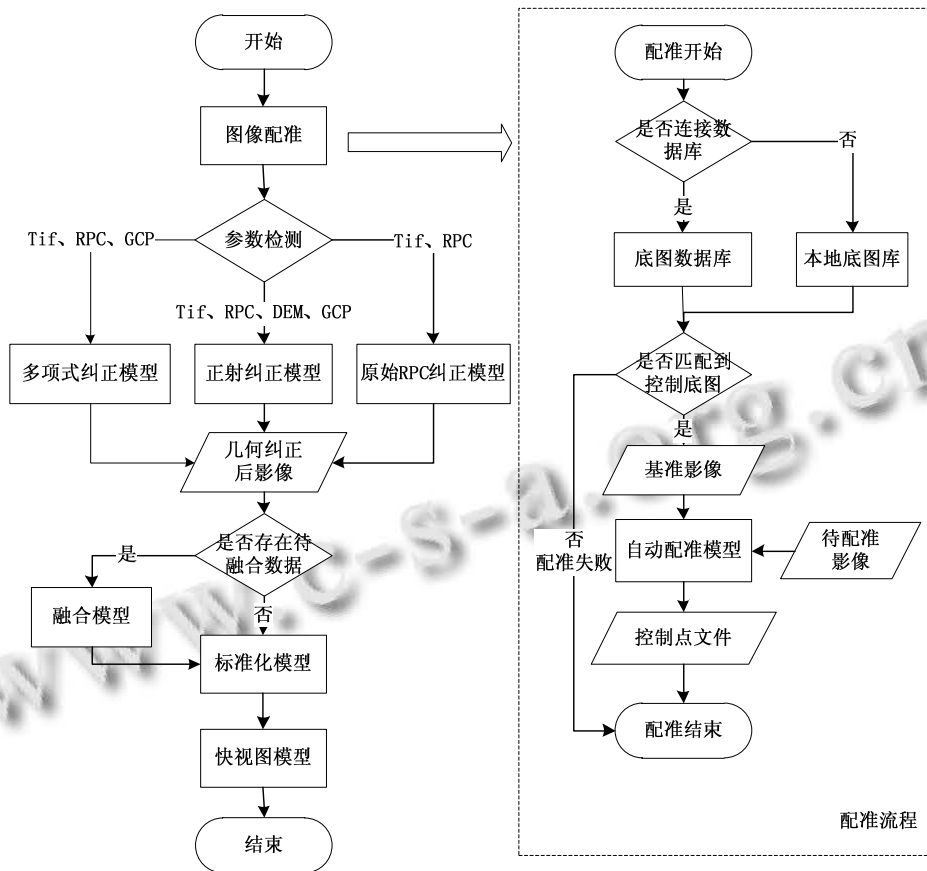 开始
图像配准
参数检测
Tif、RPC、GCP
Tif、RPC
Tif、RPC、DEM、GCP
多项式纠正模型
正射纠正模型
原始RPC纠正模型
几何纠正
后影像
是否存在待
融合数据
是
否
融合模型
标准化模型
快视图模型
结束
配准开始
是否连接数
据库
否
是
底图数据库
本地底图库
是否匹配到
控制底图
是
基准影像
否
配准失败
自动配准模型
待配准
影像
控制点文件
配准结束
配准流程
www.c-s-a.org.cn